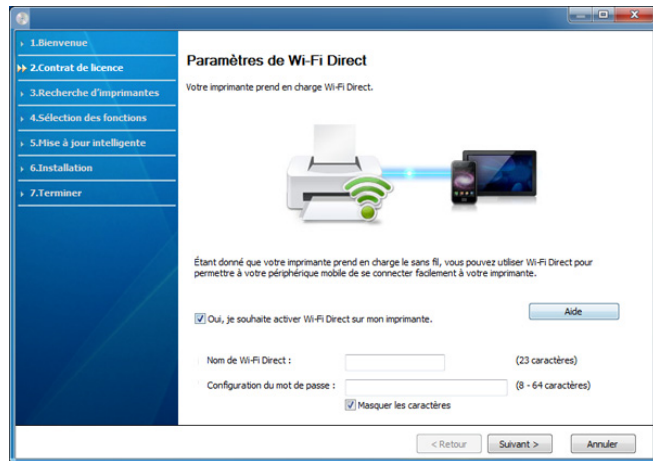 1.Bienvenue
2.Contrat de licence
3.Recherche d'imprimantes
4.Sélection des fonctions
5.Mise à jour intelligente
6.Installation
7.Terminer
Paramètres de Wi-Fi Direct
Votre imprimante prend en charge Wi-Fi Direct.
Étant donné que votre imprimante prend en charge le sans fil, vous pouvez utiliser Wi-Fi Direct pour
permettre à votre périphérique mobile de se connecter facilement à votre imprimante.
Oui, je souhaite activer Wi-Fi Direct sur mon imprimante.
Aide
Nom de Wi-Fi Direct : (23 caractères)
Configuration du mot de passe : (8 - 64 caractères)
Masquer les caractères
< Retour Suivant > Annuler